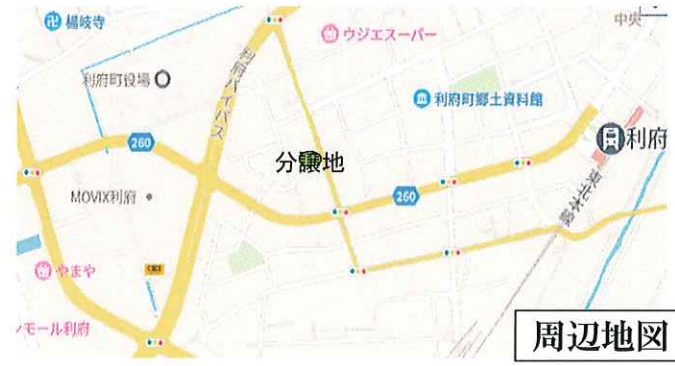 楊岐寺
ウジエスーパー
中央
利府町役場
利府バイパス
利府町郷土資料館
260
分譲地
利府
MOVIX利府
260
東北本線
やまや
ンモール利府
周辺地図